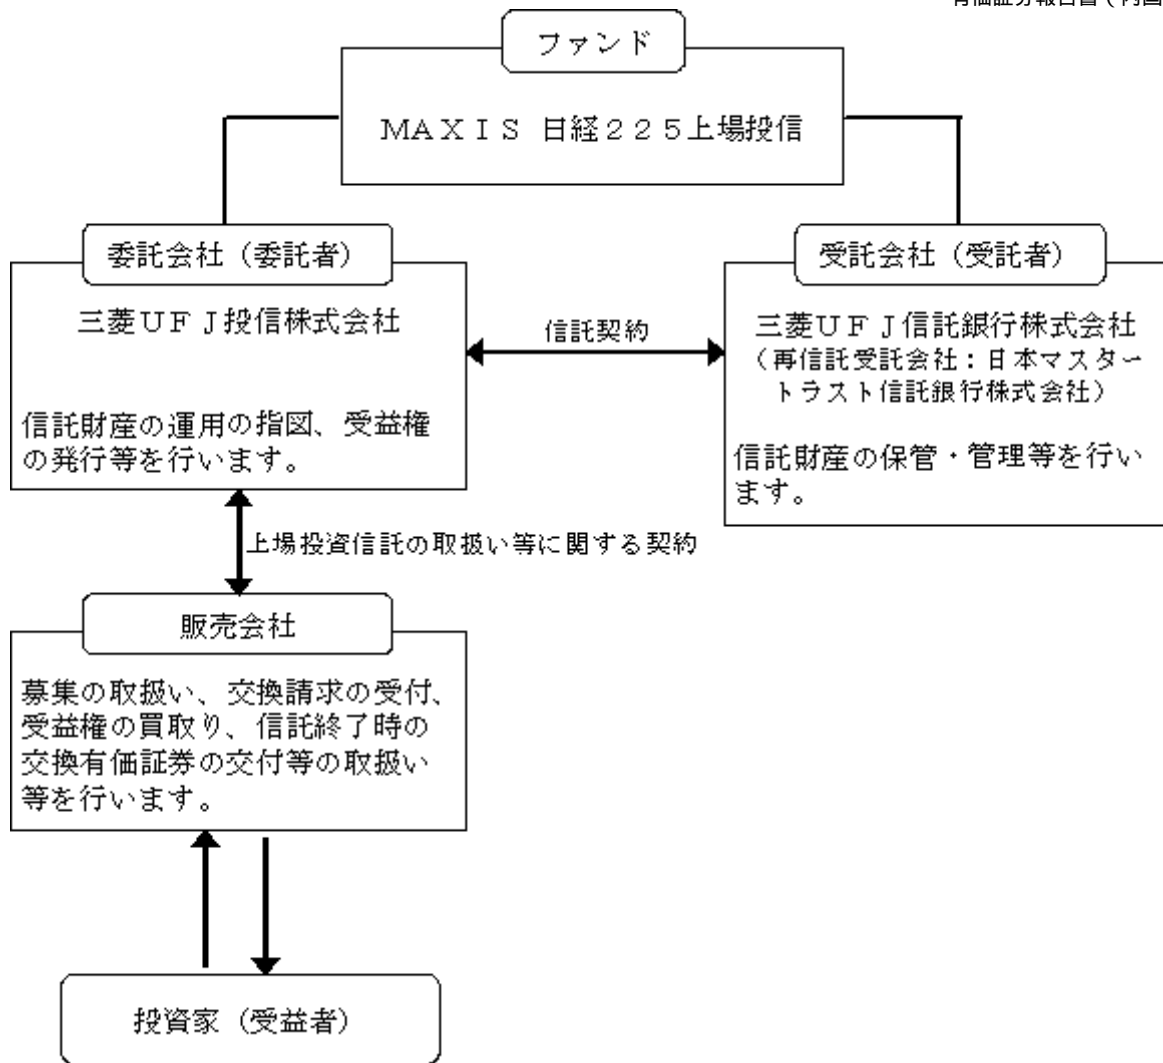 ファンド
ＭＡＸＩＳ 日経２２５上場投信
委託会社（委託者）
三菱ＵＦＪ投信株式会社
信託財産の運用の指図、受益権
の発行等を行います。
信託契約
受託会社（受託者）
三菱ＵＦＪ信託銀行株式会社
（再信託受託会社：日本マスター
トラスト信託銀行株式会社）
信託財産の保管・管理等を行い
ます。
上場投資信託の取扱い等に関する契約
販売会社
募集の取扱い、交換請求の受付、
受益権の買取り、信託終了時の
交換有価証券の交付等の取扱い
等を行います。
投資家（受益者）